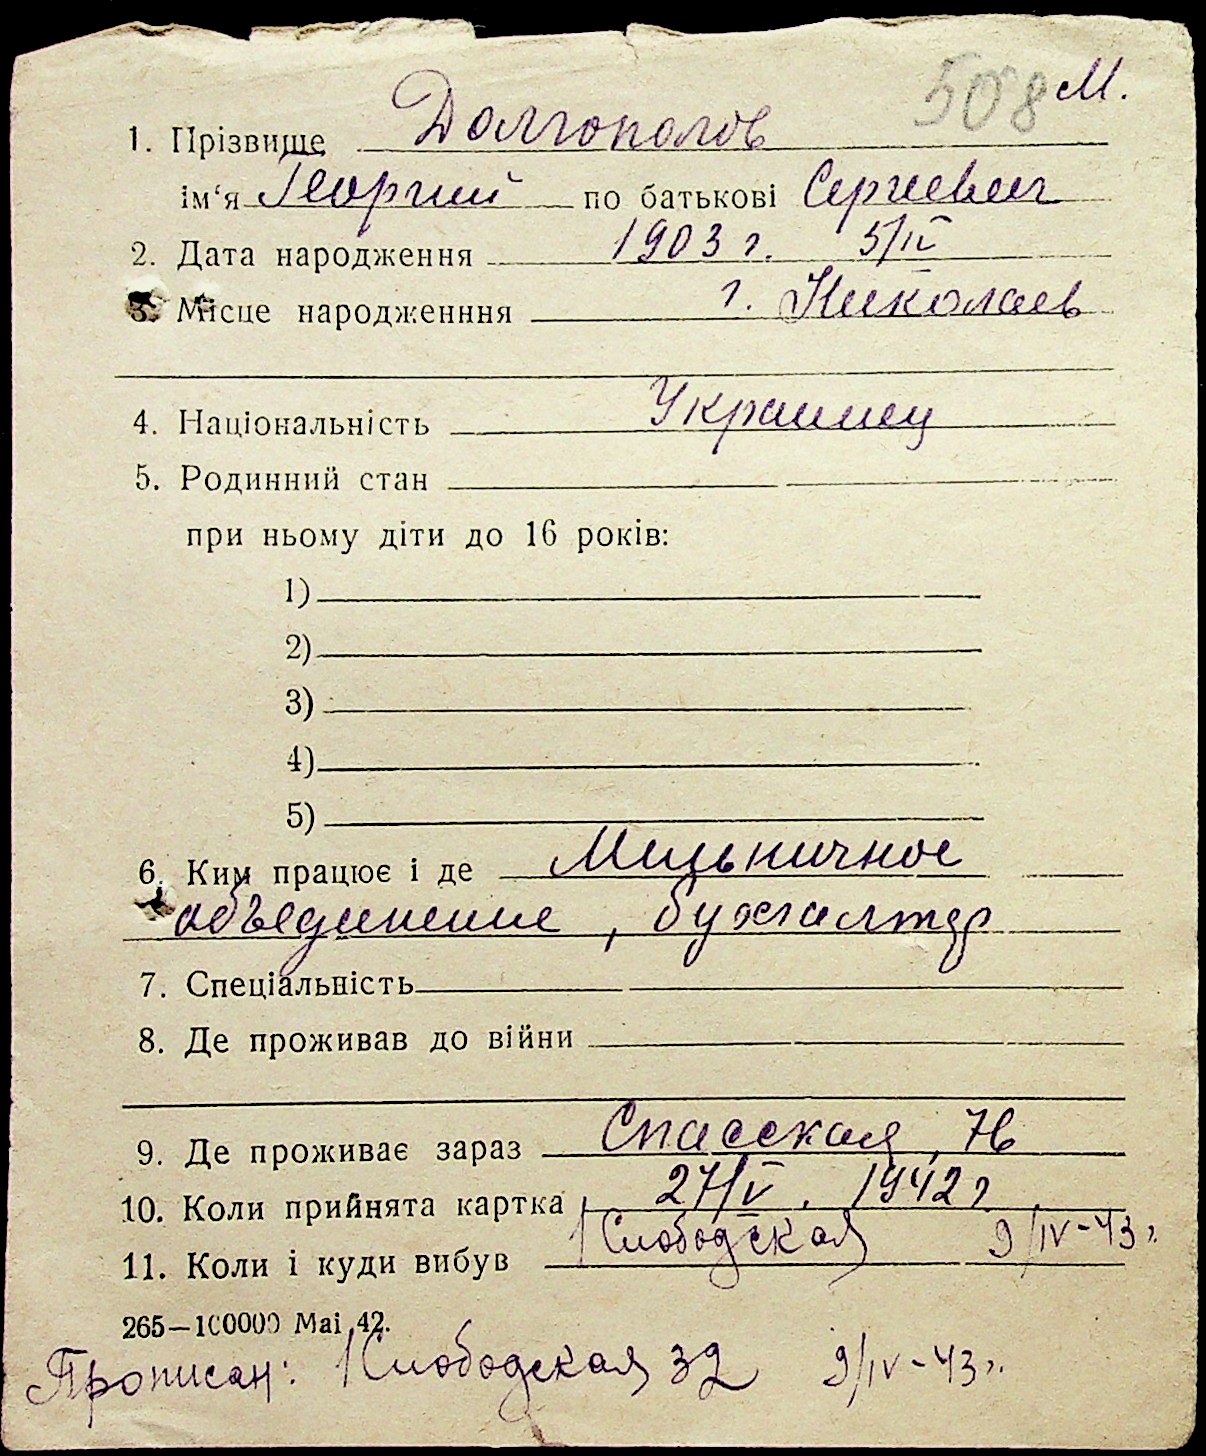 508 М.
1. Прізвище Долгополов
ім‘я Георгий по батькові Сергиевич
2. Дата народження 1903 г. 5/IV
3. Місце народженння г. Николаев
4. Національність Украинец
5. Родинний стан
при ньому діти до 16 років:
1)
2)
3)
4)
5)
6. Ким працює і де Мельничное
объединение, бухгалтер
7. Спеціальність
8. Де проживав до війни
9. Де проживає зараз Спасская, 76
10. Коли прийнята картка 27/V. 1942 г
11. Коли і куди вибув 1 Слободская 9/IV-43 г.
265—100000 Mai 42.
Прописан: 1 Слободская 32 9/IV-43 г.